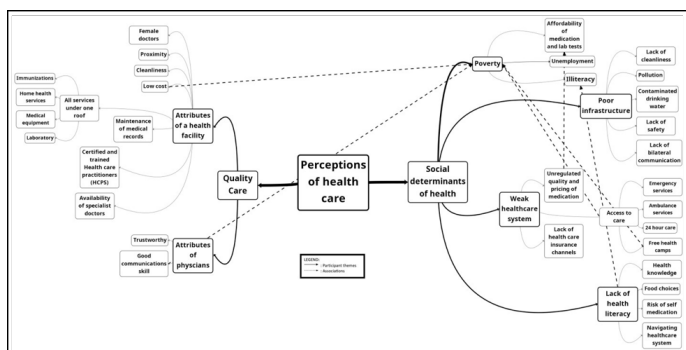 Female
doctors
Proximity
Cleanliness
Low cost
Immunizations
Home health
services
Medical
equipment
Laboratory
All services
under one
roof
Maintenance
of medical
records
Certified and
trained
Health care
practitioners
(HCPS)
Availability
of specialist
doctors
Attributes
of a health
facility
Quality
Care
Trustworthy
Good
communications
skill
Attributes
of
physcians
Perceptions
of health
care
LEGEND:
: Participant themes
: Associations
Social
determinants
of health
Poverty
Affordability
of
medication
and lab tests
Unemployment
Illiteracy
Poor
infrastructure
Lack of
cleanliness
Pollution
Contaminated
drinking
water
Lack of
safety
Lack of
bilateral
communication
Weak
healthcare
system
Unregulated
quality and
pricing of
medication
Lack of
health care
insurance
channels
Access to
care
Emergency
services
Ambulance
services
24 hour care
Free health
camps
Lack of
health
literacy
Health
knowledge
Food choices
Risk of self
medication
Navigating
healthcare
system